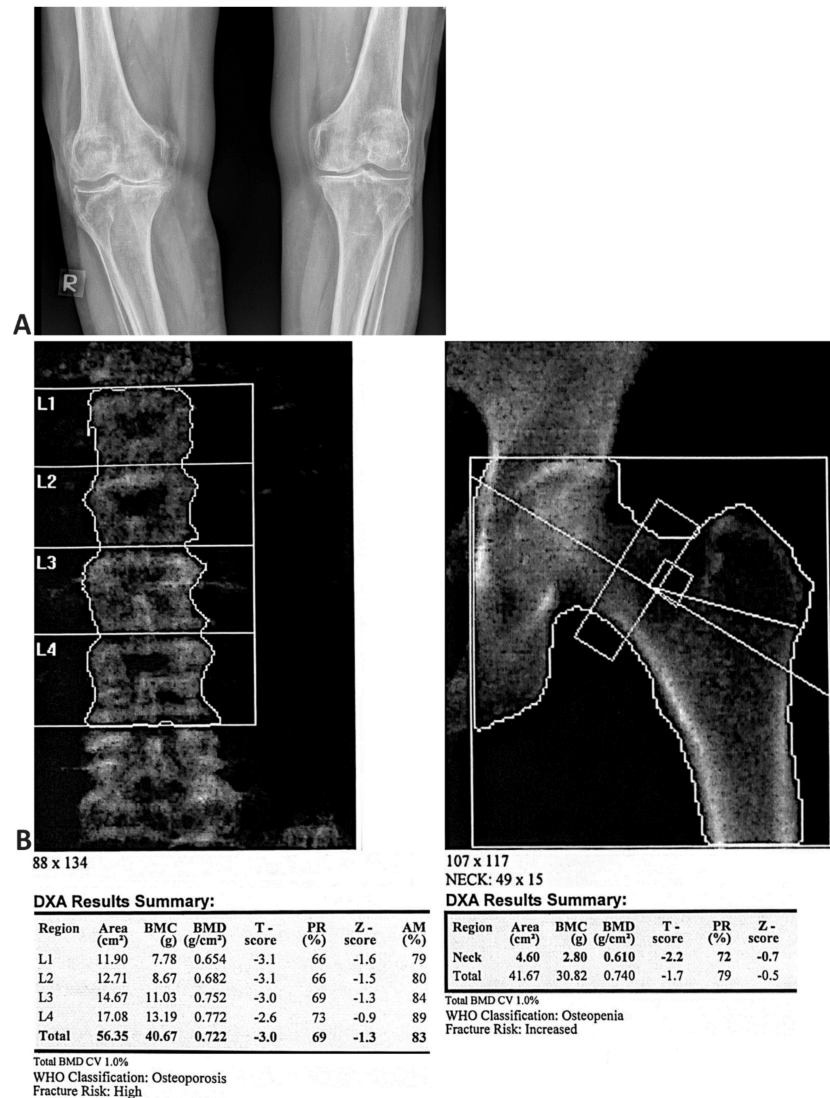 R
A
L1
L2
L3
L4
B
88 x 134
DXA Results Summary:
Region Area (cm²) BMC (g) BMD (g/cm²) T - score PR (%) Z - score AM (%)
L1 11.90 7.78 0.654 -3.1 66 -1.6 79
L2 12.71 8.67 0.682 -3.1 66 -1.5 80
L3 14.67 11.03 0.752 -3.0 69 -1.3 84
L4 17.08 13.19 0.772 -2.6 73 -0.9 89
Total 56.35 40.67 0.722 -3.0 69 -1.3 83
Total BMD CV 1.0%
WHO Classification: Osteoporosis
Fracture Risk: High
107 x 117
NECK: 49 x 15
DXA Results Summary:
Region Area (cm²) BMC (g) BMD (g/cm²) T - score PR (%) Z - score
Neck 4.60 2.80 0.610 -2.2 72 -0.7
Total 41.67 30.82 0.740 -1.7 79 -0.5
Total BMD CV 1.0%
WHO Classification: Osteopenia
Fracture Risk: Increased